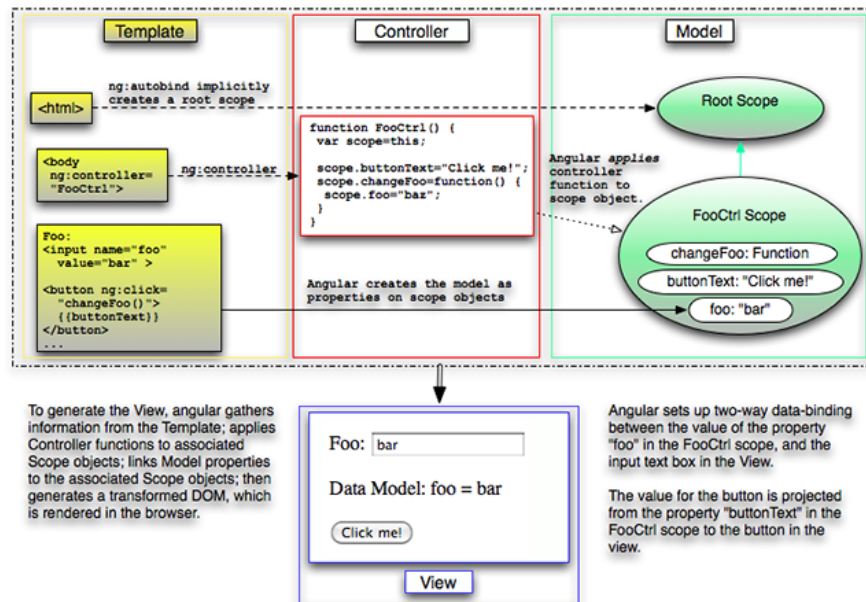 Template
Controller
Model
ng:autobind implicitly
creates a root scope
<html>
Root Scope
<body
ng:controller=
"FooCtrl">
ng:controller
function FooCtrl() {
var scope=this;
scope.buttonText="Click me!";
scope.changeFoo=function() {
scope.foo="baz";
}
}
Angular applies
controller
function to
scope object.
FooCtrl Scope
changeFoo: Function
buttonText: "Click me!"
foo: "bar"
Foo:
<input name="foo"
value="bar" >
<button ng:click=
"changeFoo()">
{{buttonText}}
</button>
...
Angular creates the model as
properties on scope objects
To generate the View, angular gathers
information from the Template; applies
Controller functions to associated
Scope objects; links Model properties
to the associated Scope objects; then
generates a transformed DOM, which
is rendered in the browser.
Foo: bar
Data Model: foo = bar
Click me!
View
Angular sets up two-way data-binding
between the value of the property
"foo" in the FooCtrl scope, and the
input text box in the View.
The value for the button is projected
from the property "buttonText" in the
FooCtrl scope to the button in the
view.